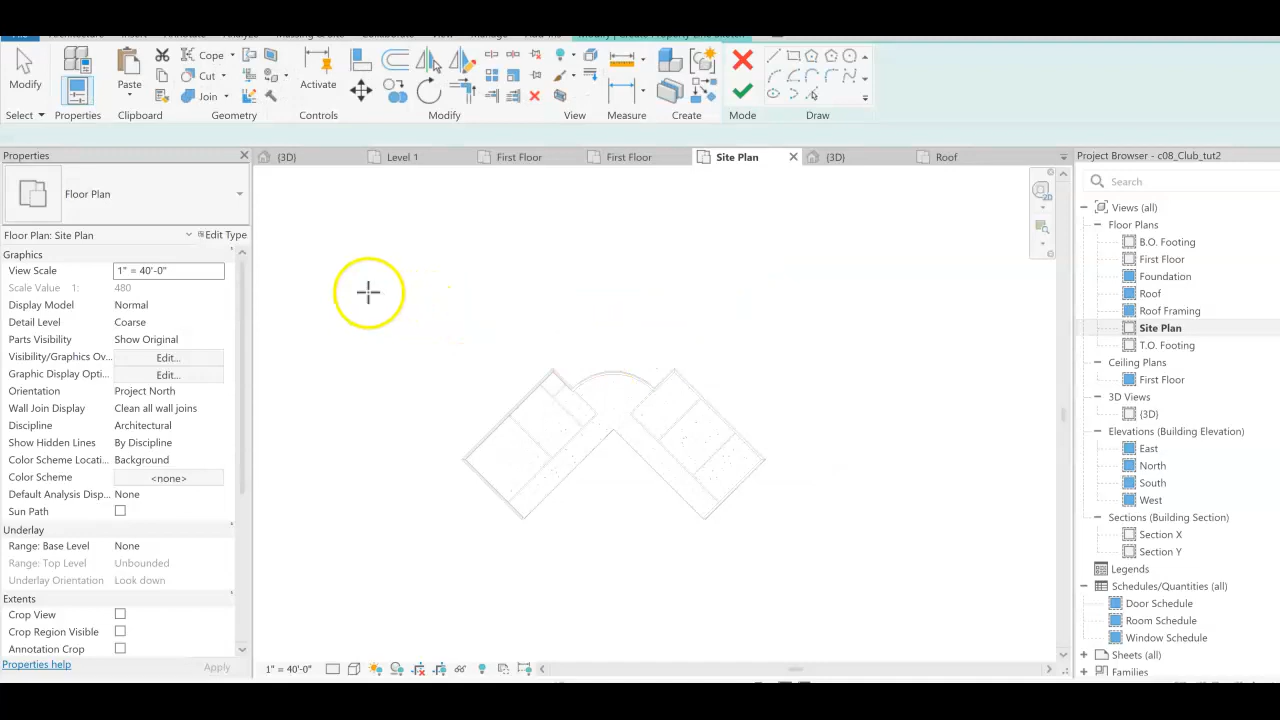 Modify
Select
Properties
Paste
Clipboard
Cope
Cut
Join
Geometry
Activate
Controls
Modify
View
Measure
Create
Mode
Draw
Properties
{3D}
Level 1
First Floor
First Floor
Site Plan
{3D}
Roof
Project Browser - c08_Club_tut2
Floor Plan
Search
Floor Plan: Site Plan
Edit Type
Graphics
View Scale 1" = 40'-0"
Scale Value 1: 480
Display Model Normal
Detail Level Coarse
Parts Visibility Show Original
Visibility/Graphics Ov... Edit...
Graphic Display Opti... Edit...
Orientation Project North
Wall Join Display Clean all wall joins
Discipline Architectural
Show Hidden Lines By Discipline
Color Scheme Locati... Background
Color Scheme <none>
Default Analysis Disp... None
Sun Path
Underlay
Range: Base Level None
Range: Top Level Unbounded
Underlay Orientation Look down
Extents
Crop View
Crop Region Visible
Annotation Crop
Properties help
Apply
1" = 40'-0"
Views (all)
Floor Plans
B.O. Footing
First Floor
Foundation
Roof
Roof Framing
Site Plan
T.O. Footing
Ceiling Plans
First Floor
3D Views
{3D}
Elevations (Building Elevation)
East
North
South
West
Sections (Building Section)
Section X
Section Y
Legends
Schedules/Quantities (all)
Door Schedule
Room Schedule
Window Schedule
Sheets (all)
Families